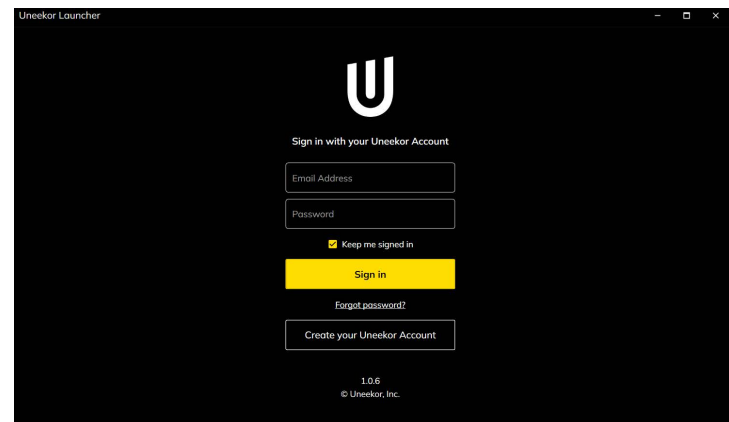 Uneekor Launcher
Sign in with your Uneekor Account
Email Address
Password
Keep me signed in
Sign in
Forgot password?
Create your Uneekor Account
1.0.6
© Uneekor, Inc.